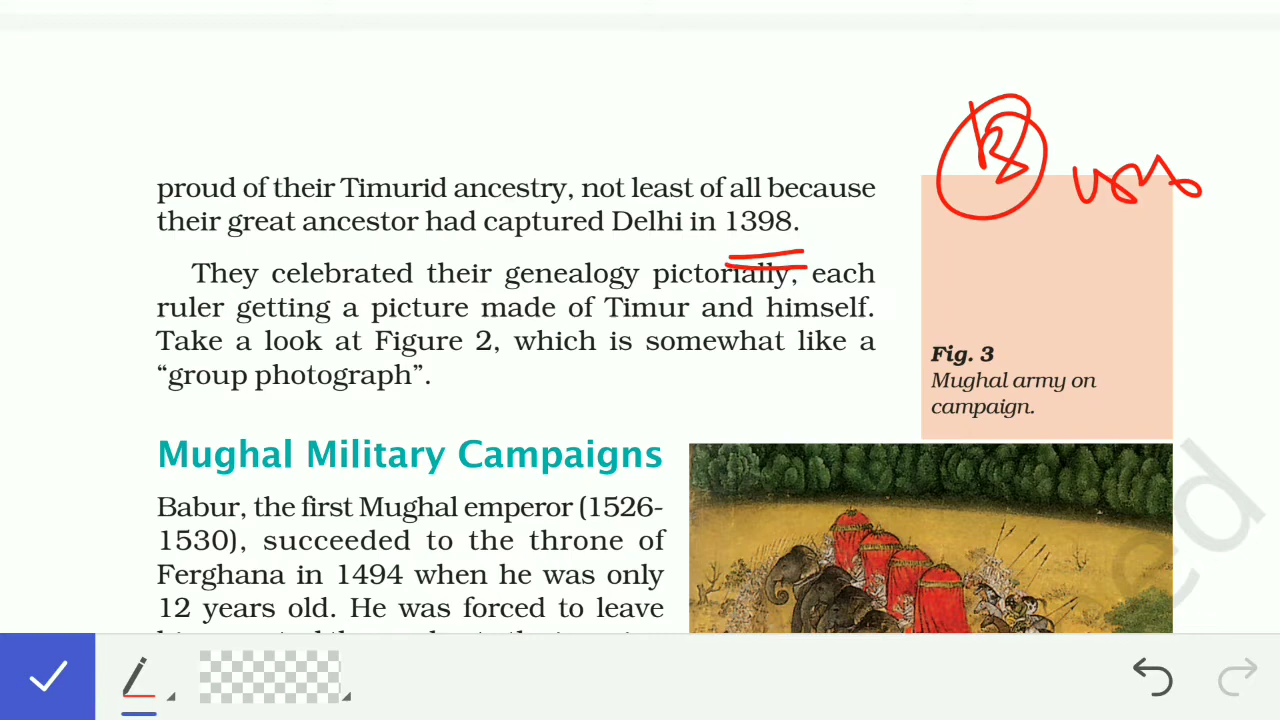 proud of their Timurid ancestry, not least of all because
their great ancestor had captured Delhi in 1398.
They celebrated their genealogy pictorially, each
ruler getting a picture made of Timur and himself.
Take a look at Figure 2, which is somewhat like a
“group photograph”.
Fig. 3
Mughal army on
campaign.
Mughal Military Campaigns
Babur, the first Mughal emperor (1526-
1530), succeeded to the throne of
Ferghana in 1494 when he was only
12 years old. He was forced to leave